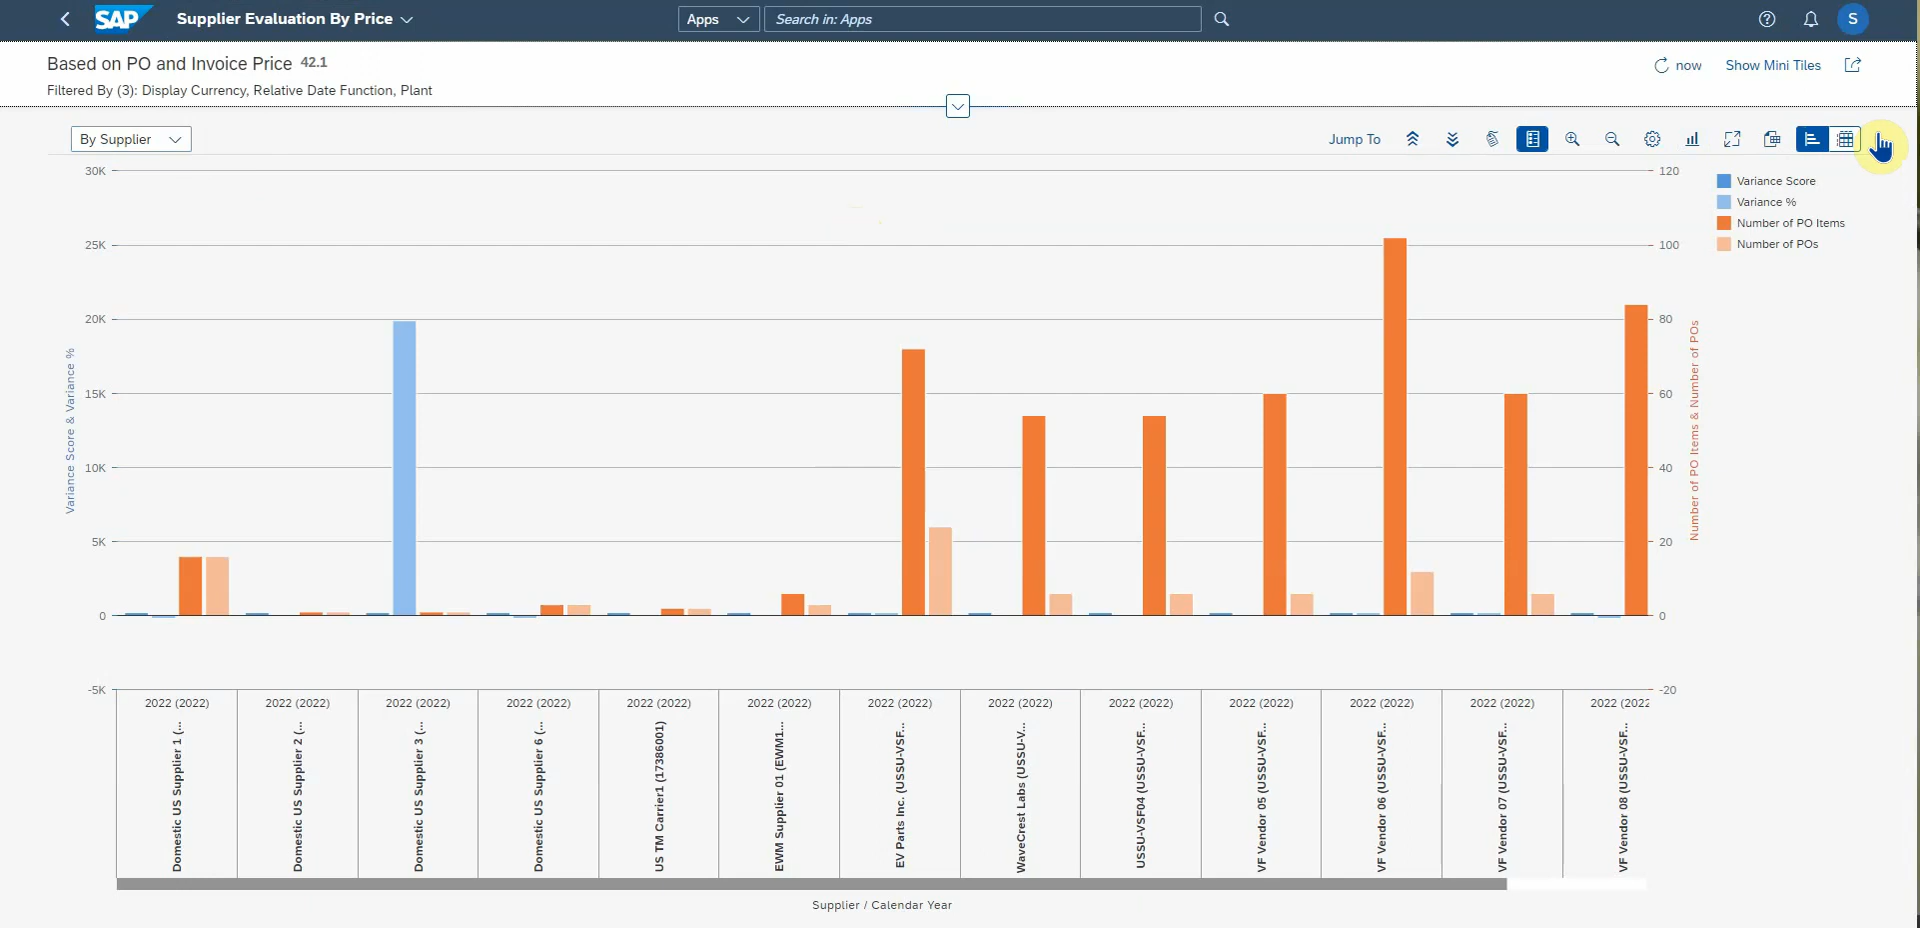 SAP
Supplier Evaluation By Price
Apps
Search in: Apps
S
Based on PO and Invoice Price 42.1
now
Show Mini Tiles
Filtered By (3): Display Currency, Relative Date Function, Plant
By Supplier
Jump To
30K
25K
20K
15K
10K
5K
0
-5K
Variance Score & Variance %
120
100
80
60
40
20
0
-20
Number of PO Items & Number of POs
Variance Score
Variance %
Number of PO Items
Number of POs
2022 (2022)
2022 (2022)
2022 (2022)
2022 (2022)
2022 (2022)
2022 (2022)
2022 (2022)
2022 (2022)
2022 (2022)
2022 (2022)
2022 (2022)
2022 (2022)
2022 (2022
Domestic US Supplier 1 (...
Domestic US Supplier 2 (...
Domestic US Supplier 3 (...
Domestic US Supplier 6 (...
US TM Carrier1 (17386001)
EWM Supplier 01 (EWM1...
EV Parts Inc. (USSU-VSF...
WaveCrest Labs (USSU-V...
USSU-VSF04 (USSU-VSF...
VF Vendor 05 (USSU-VSF...
VF Vendor 06 (USSU-VSF...
VF Vendor 07 (USSU-VSF...
VF Vendor 08 (USSU-VSF...
Supplier / Calendar Year